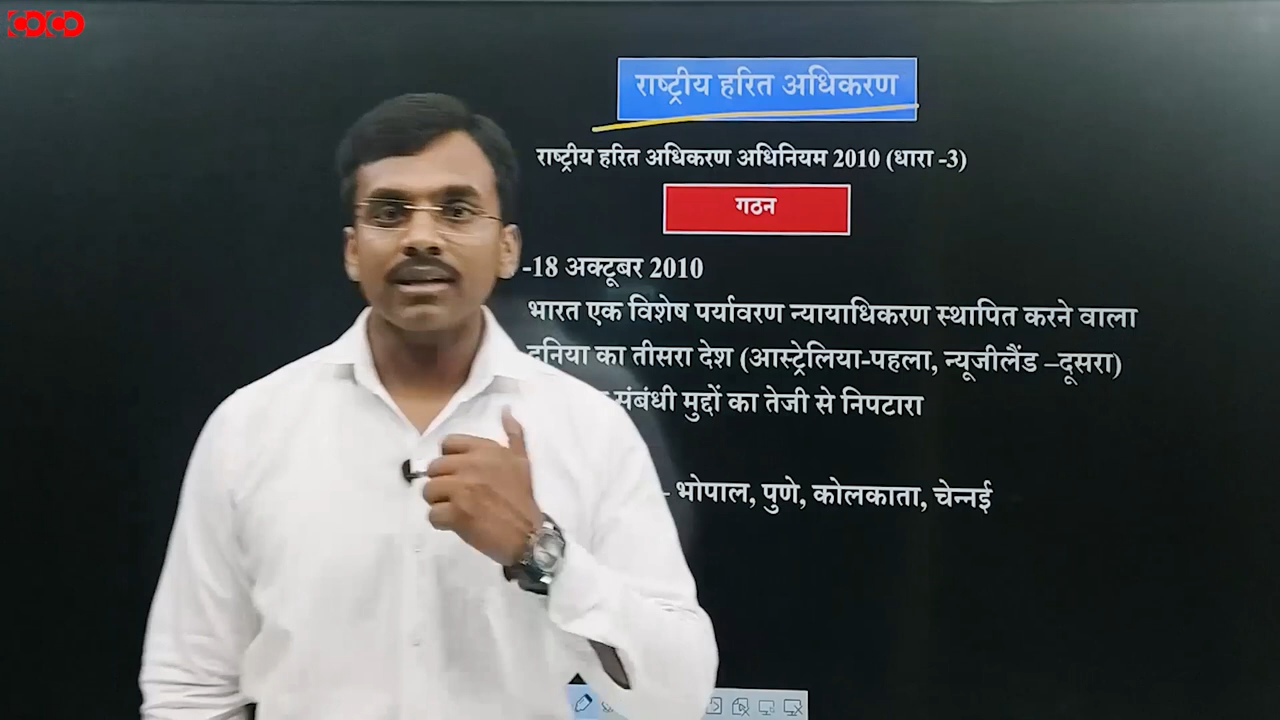 COCO
राष्ट्रीय हरित अधिकरण
राष्ट्रीय हरित अधिकरण अधिनियम 2010 (धारा -3)
गठन
-18 अक्टूबर 2010
भारत एक विशेष पर्यावरण न्यायाधिकरण स्थापित करने वाला
दुनिया का तीसरा देश (आस्ट्रेलिया-पहला, न्यूजीलैंड –दूसरा)
संबंधी मुद्दों का तेजी से निपटारा
– भोपाल, पुणे, कोलकाता, चेन्नई